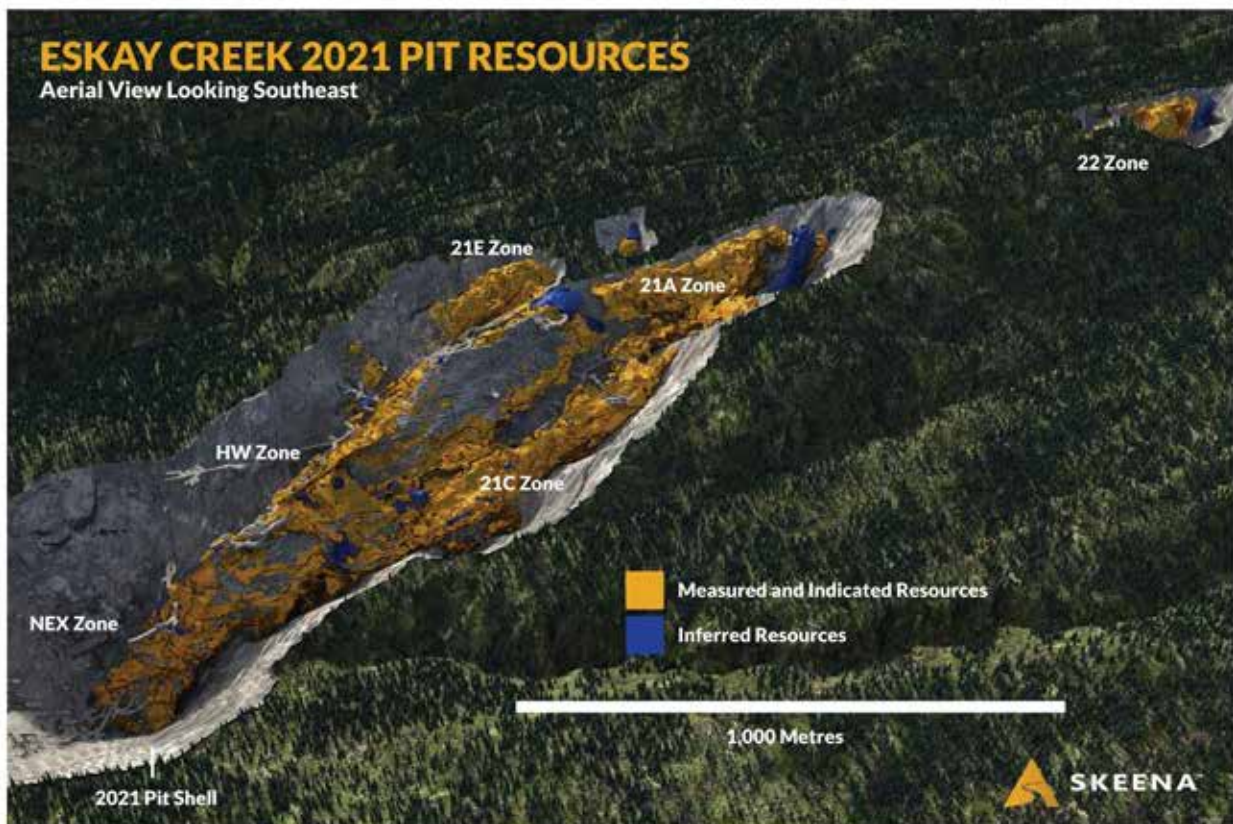 ESKAY CREEK 2021 PIT RESOURCES
Aerial View Looking Southeast
22 Zone
21E Zone
21A Zone
HW Zone
21C Zone
Measured and Indicated Resources
Inferred Resources
NEX Zone
1,000 Metres
2021 Pit Shell
SKEENA™